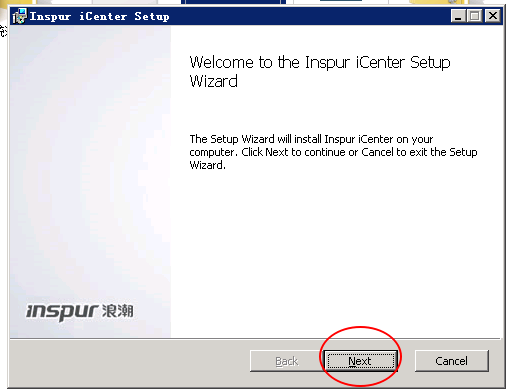 Inspur iCenter Setup
Welcome to the Inspur iCenter Setup
Wizard
The Setup Wizard will install Inspur iCenter on your
computer. Click Next to continue or Cancel to exit the Setup
Wizard.
inspur 浪潮
Back
Next
Cancel